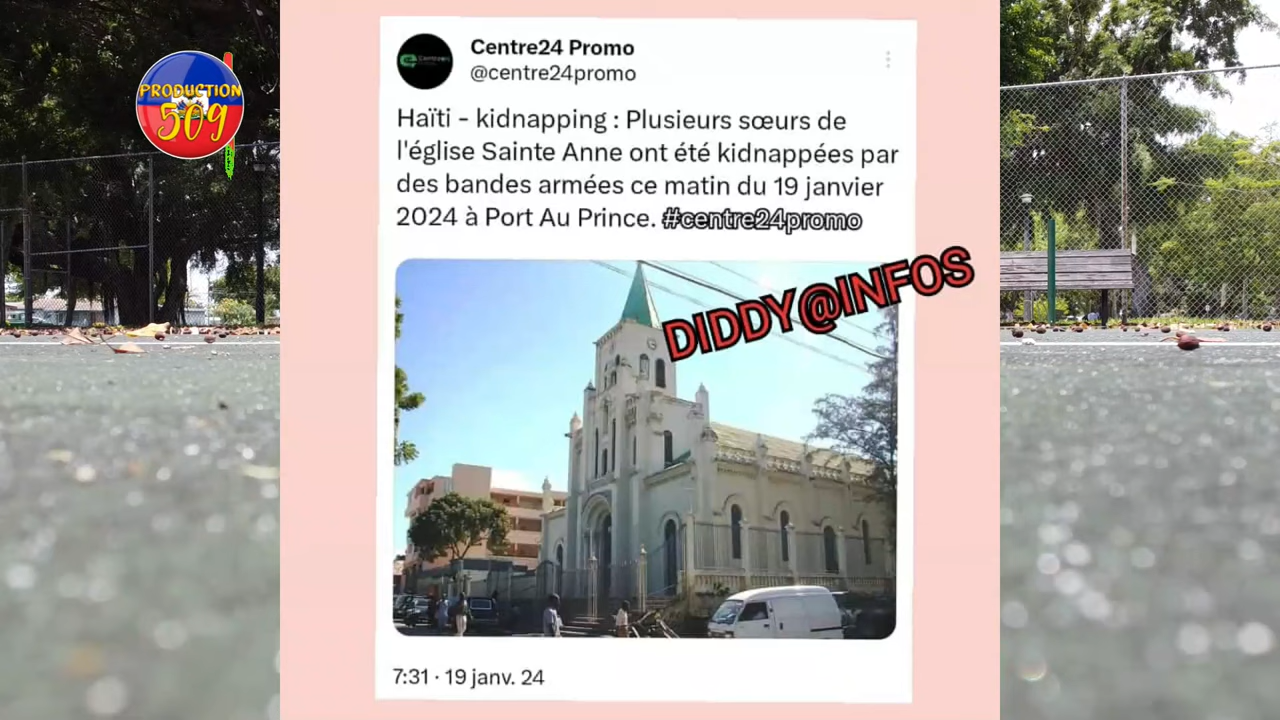 PRODUCTION
509
Centre24 Promo
@centre24promo
Haïti - kidnapping : Plusieurs sœurs de
l'église Sainte Anne ont été kidnappées par
des bandes armées ce matin du 19 janvier
2024 à Port Au Prince. #centre24promo
DIDDY@INFOS
7:31 · 19 janv. 24